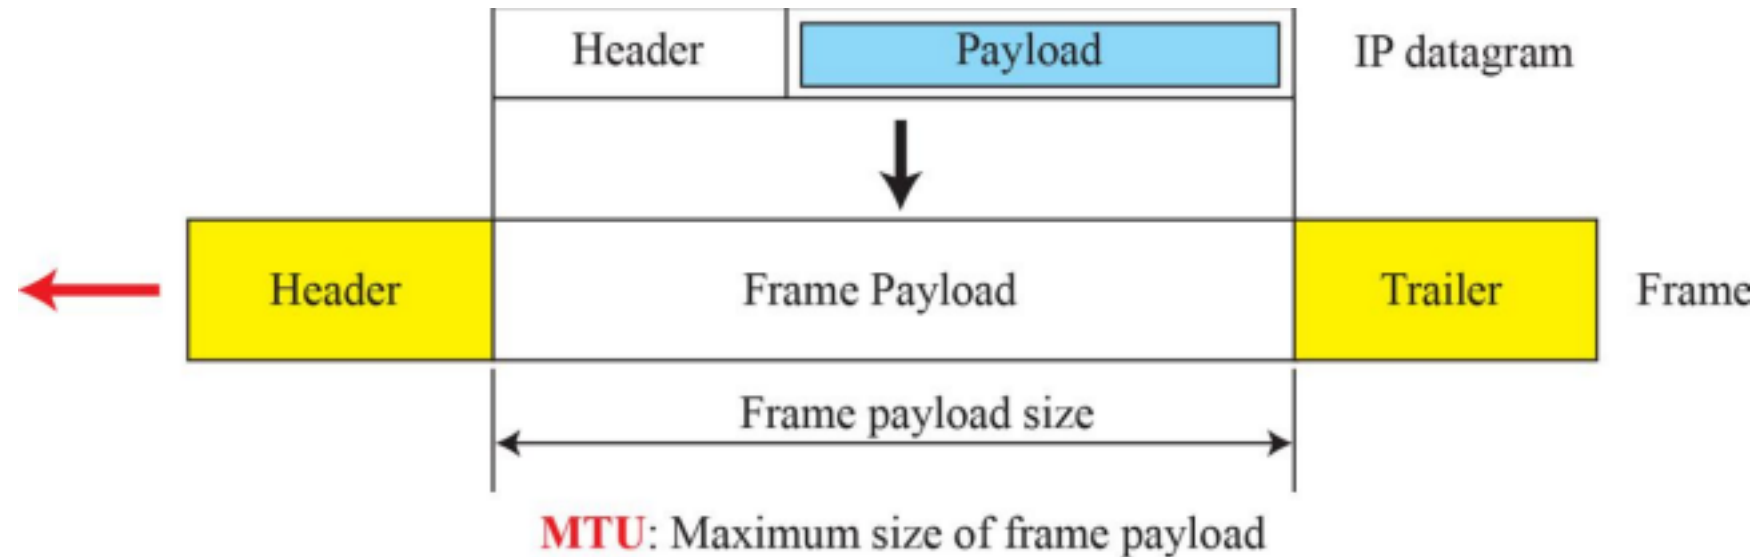 Header Payload IP datagram
Header Frame Payload Trailer Frame
Frame payload size
MTU: Maximum size of frame payload